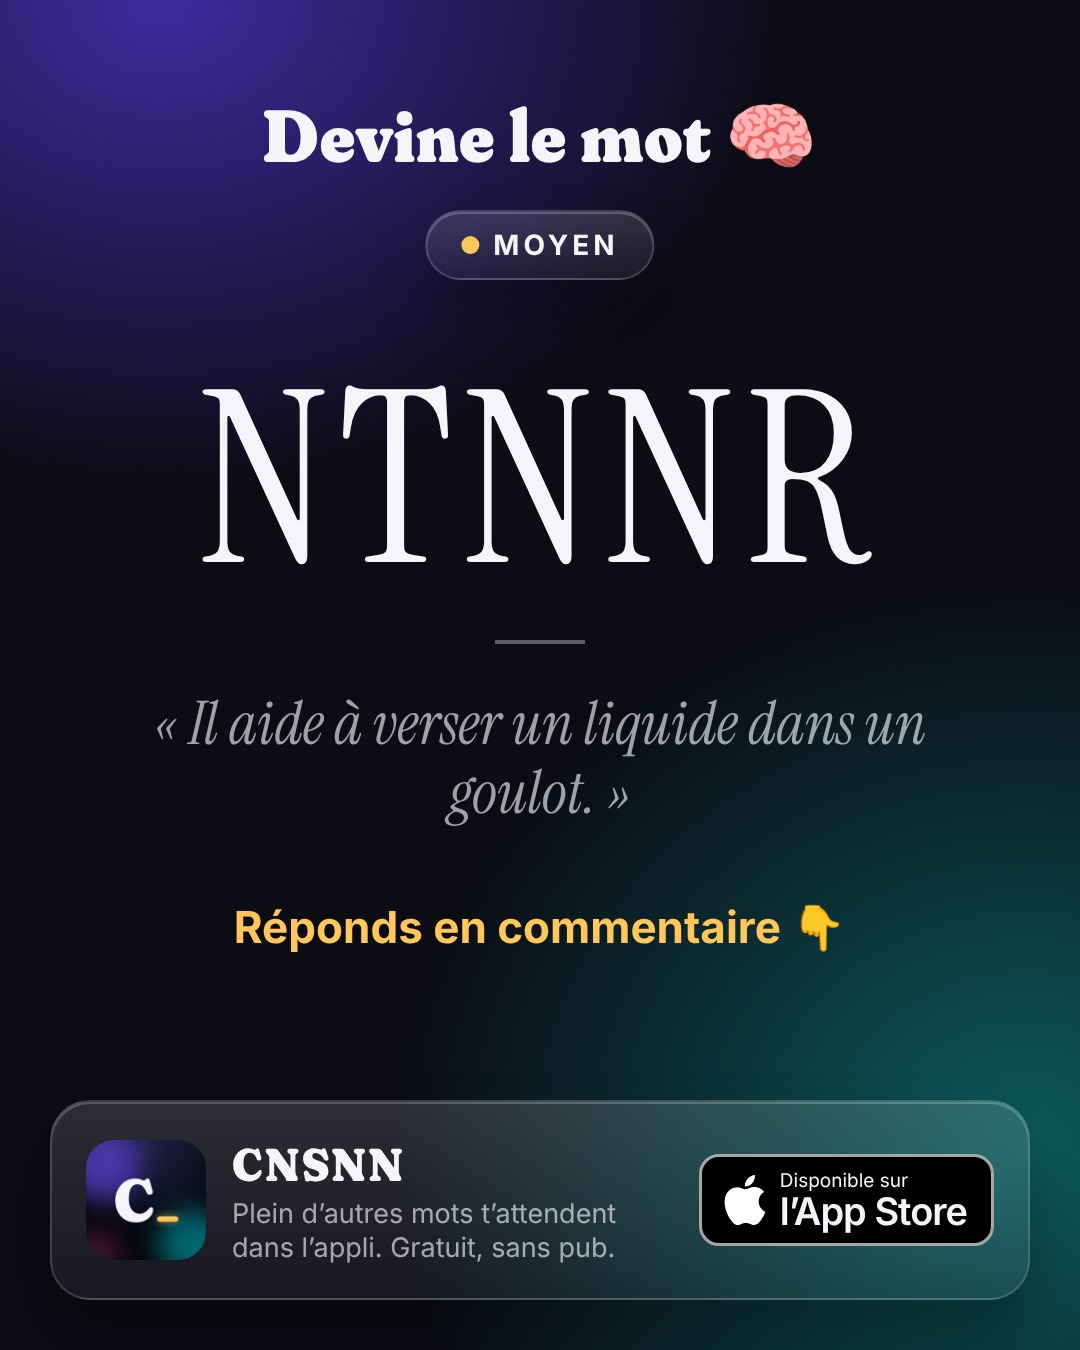 Devine le mot 🧠
MOYEN
NTNNR
« Il aide à verser un liquide dans un
goulot. »
Réponds en commentaire 👇
C_
CNSNN
Plein d’autres mots t’attendent
dans l’appli. Gratuit, sans pub.
Disponible sur
l’App Store